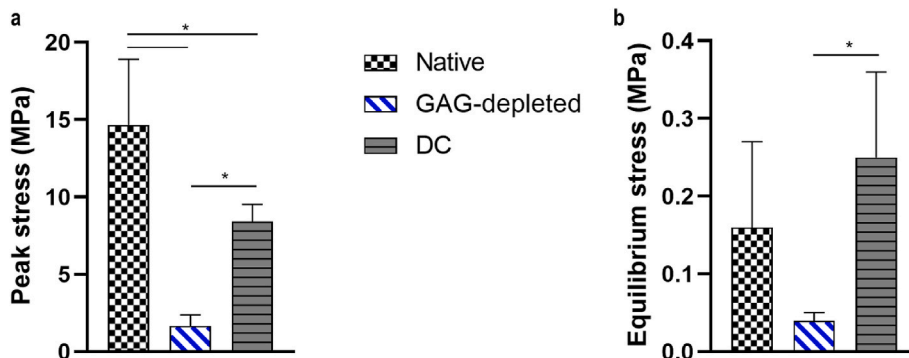 a
*
20
15
10
5
0
Peak stress (MPa)
*
Native
GAG-depleted
DC
b
*
0.4
0.3
0.2
0.1
0.0
Equilibrium stress (MPa)